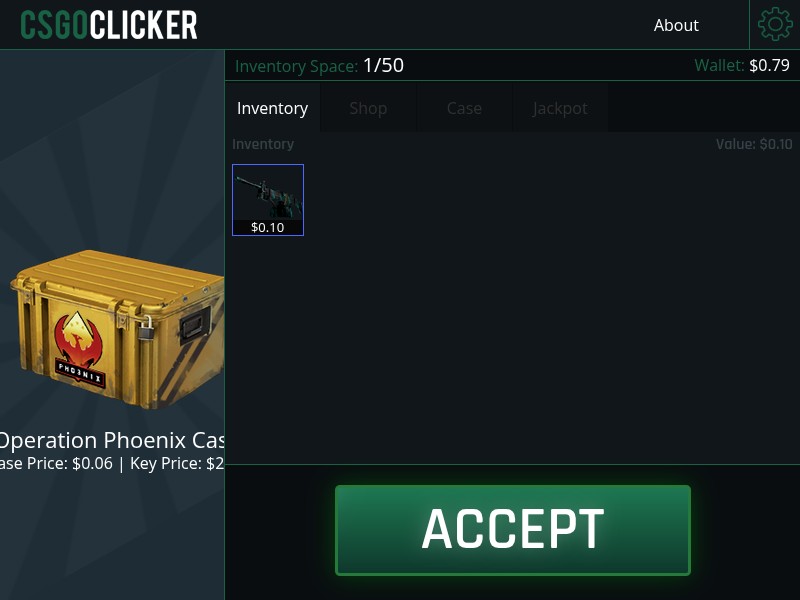 CSGOCLICKER
About
Inventory Space: 1/50
Wallet: $0.79
Inventory
Shop
Case
Jackpot
Inventory
Value: $0.10
$0.10
PHO3NIX
Operation Phoenix Cas
ase Price: $0.06 | Key Price: $2
ACCEPT